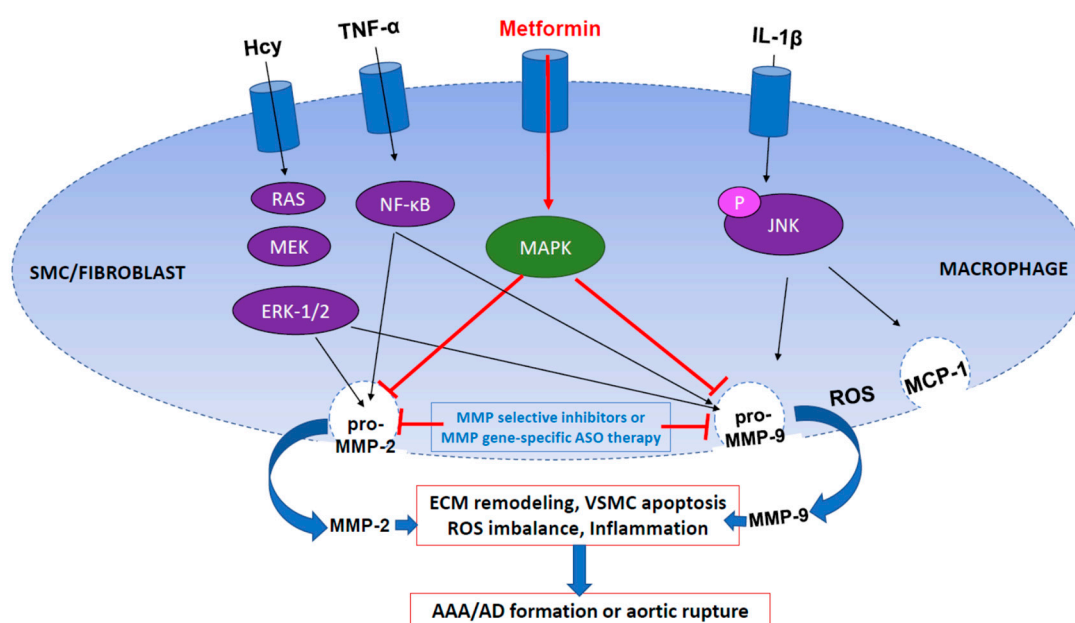 Hcy
TNF-α
Metformin
IL-1β
RAS
NF-κB
P
JNK
MEK
MAPK
SMC/FIBROBLAST
MACROPHAGE
ERK-1/2
MCP-1
ROS
pro-
MMP-2
MMP selective inhibitors or
MMP gene-specific ASO therapy
pro-
MMP-9
MMP-2
ECM remodeling, VSMC apoptosis
ROS imbalance, Inflammation
MMP-9
AAA/AD formation or aortic rupture